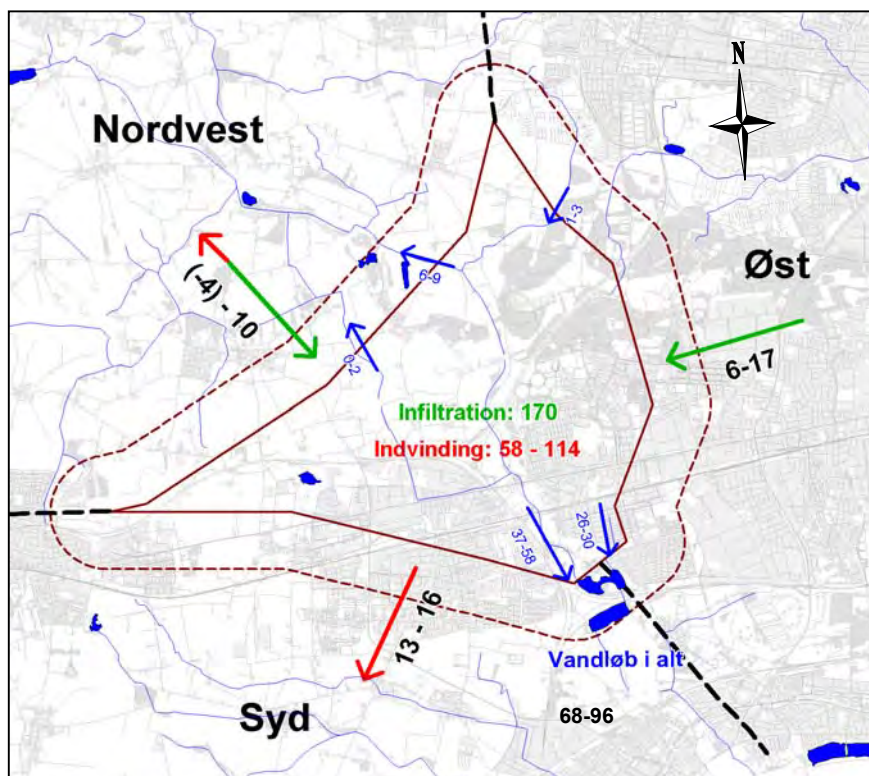 N
Nordvest
1-3
Øst
6-9
(-4) - 10
0-2
6-17
Infiltration: 170
Indvinding: 58 - 114
37-58
26-30
13 - 16
Vandløb i alt
Syd
68-96